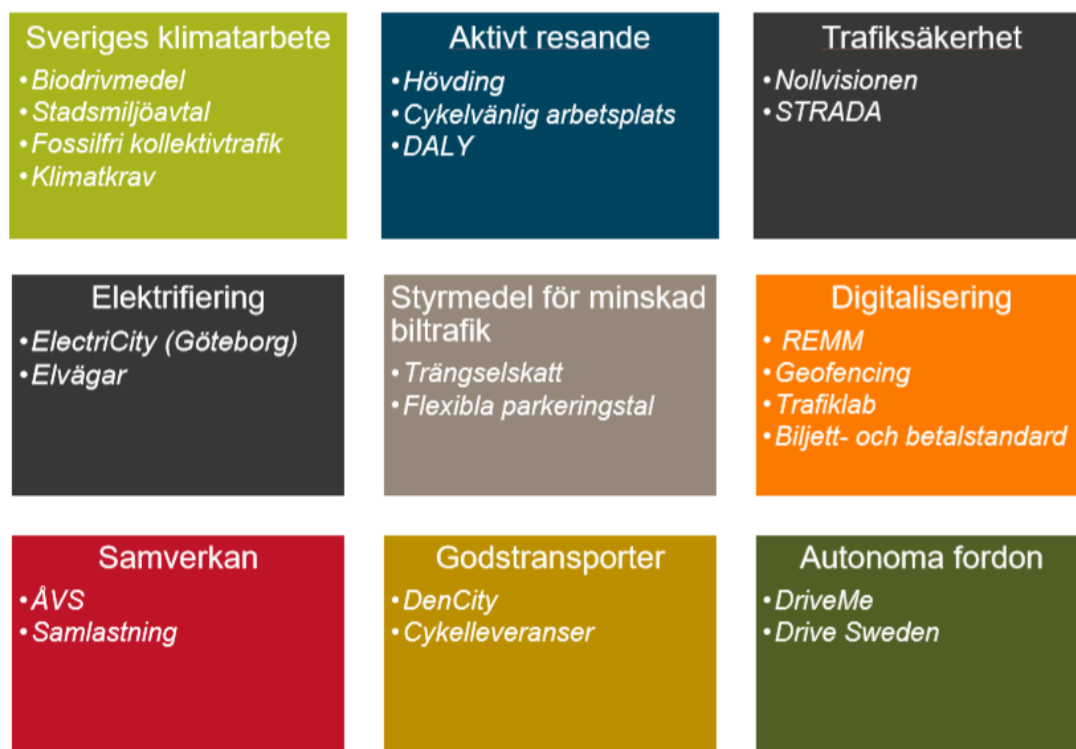 Sveriges klimatarbete
• Biodrivmedel
• Stadsmiljöavtal
• Fossilfri kollektivtrafik
• Klimatkrav
Aktivt resande
• Hövding
• Cykelvänlig arbetsplats
• DALY
Trafiksäkerhet
• Nollvisionen
• STRADA
Elektrifiering
• ElectriCity (Göteborg)
• Elvägar
Styrmedel för minskad
biltrafik
• Trängselskatt
• Flexibla parkeringstal
Digitalisering
• REMM
• Geofencing
• Trafiklab
• Biljett- och betalstandard
Samverkan
• ÅVS
• Samlastning
Godstransporter
• DenCity
• Cykelleveranser
Autonoma fordon
• DriveMe
• Drive Sweden